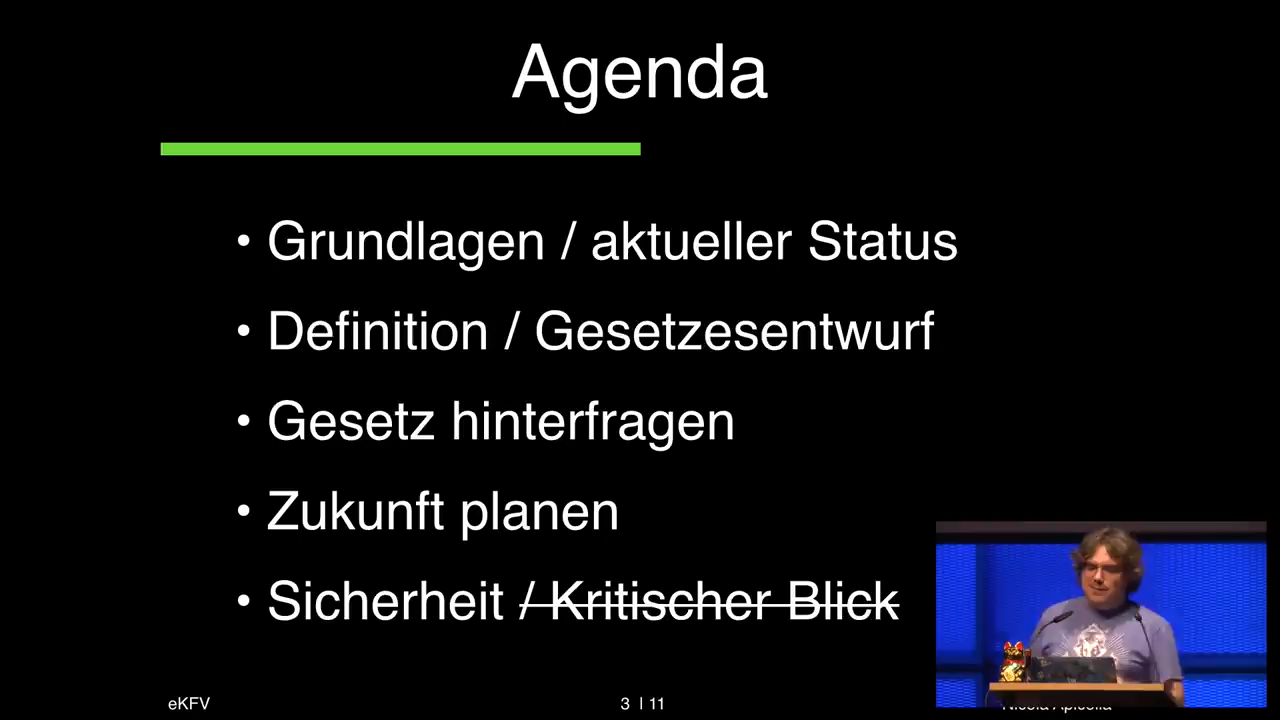 Agenda
• Grundlagen / aktueller Status
• Definition / Gesetzesentwurf
• Gesetz hinterfragen
• Zukunft planen
• Sicherheit / Kritischer Blick
eKFV
3 | 11